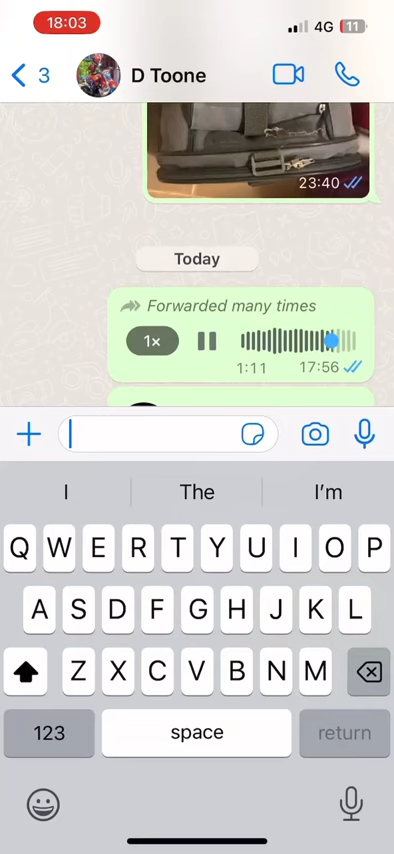 18:03
4G 11
3 D Toone
23:40
Today
Forwarded many times
1×
1:11 17:56
I The I'm
Q W E R T Y U I O P
A S D F G H J K L
Z X C V B N M
123 space return